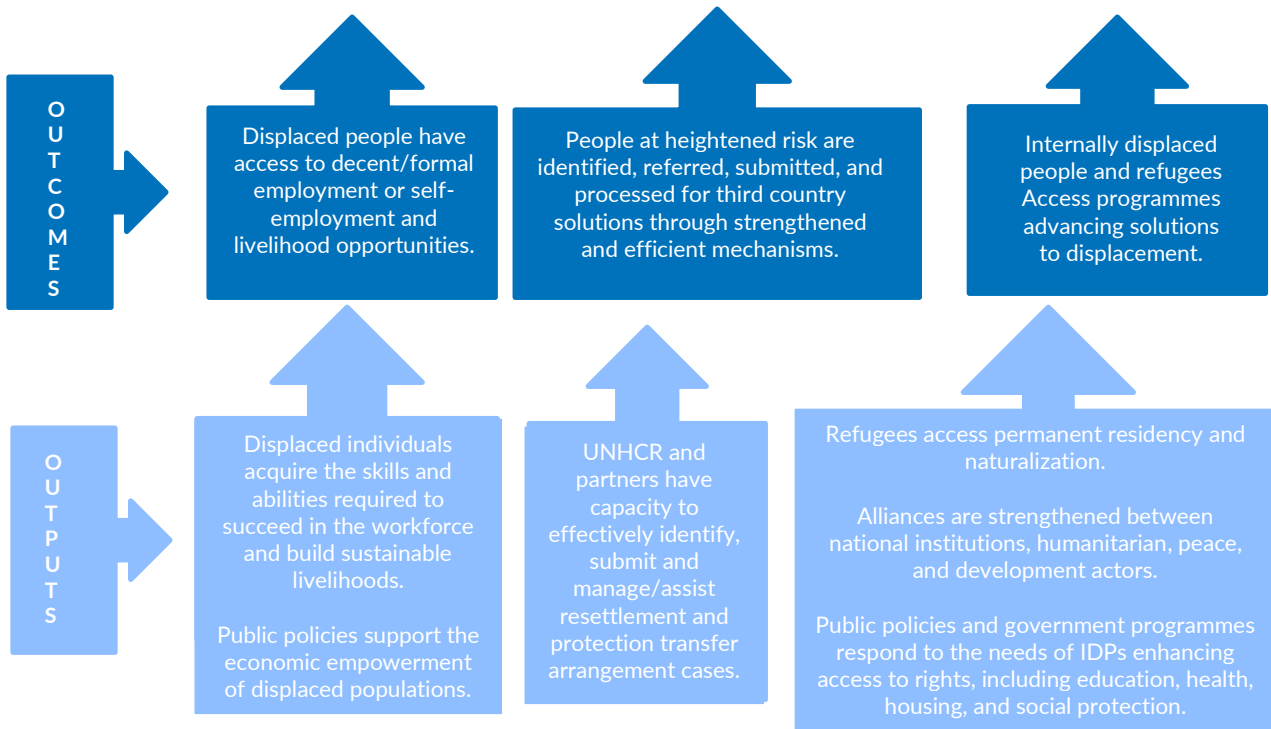 OUTCOMES
Displaced people have
access to decent/formal
employment or self-
employment and
livelihood opportunities.
People at heightened risk are
identified, referred, submitted, and
processed for third country
solutions through strengthened
and efficient mechanisms.
Internally displaced
people and refugees
Access programmes
advancing solutions
to displacement.
OUTPUTS
Displaced individuals
acquire the skills and
abilities required to
succeed in the workforce
and build sustainable
livelihoods.
Public policies support the
economic empowerment
of displaced populations.
UNHCR and
partners have
capacity to
effectively identify,
submit and
manage/assist
resettlement and
protection transfer
arrangement cases.
Refugees access permanent residency and
naturalization.
Alliances are strengthened between
national institutions, humanitarian, peace,
and development actors.
Public policies and government programmes
respond to the needs of IDPs enhancing
access to rights, including education, health,
housing, and social protection.